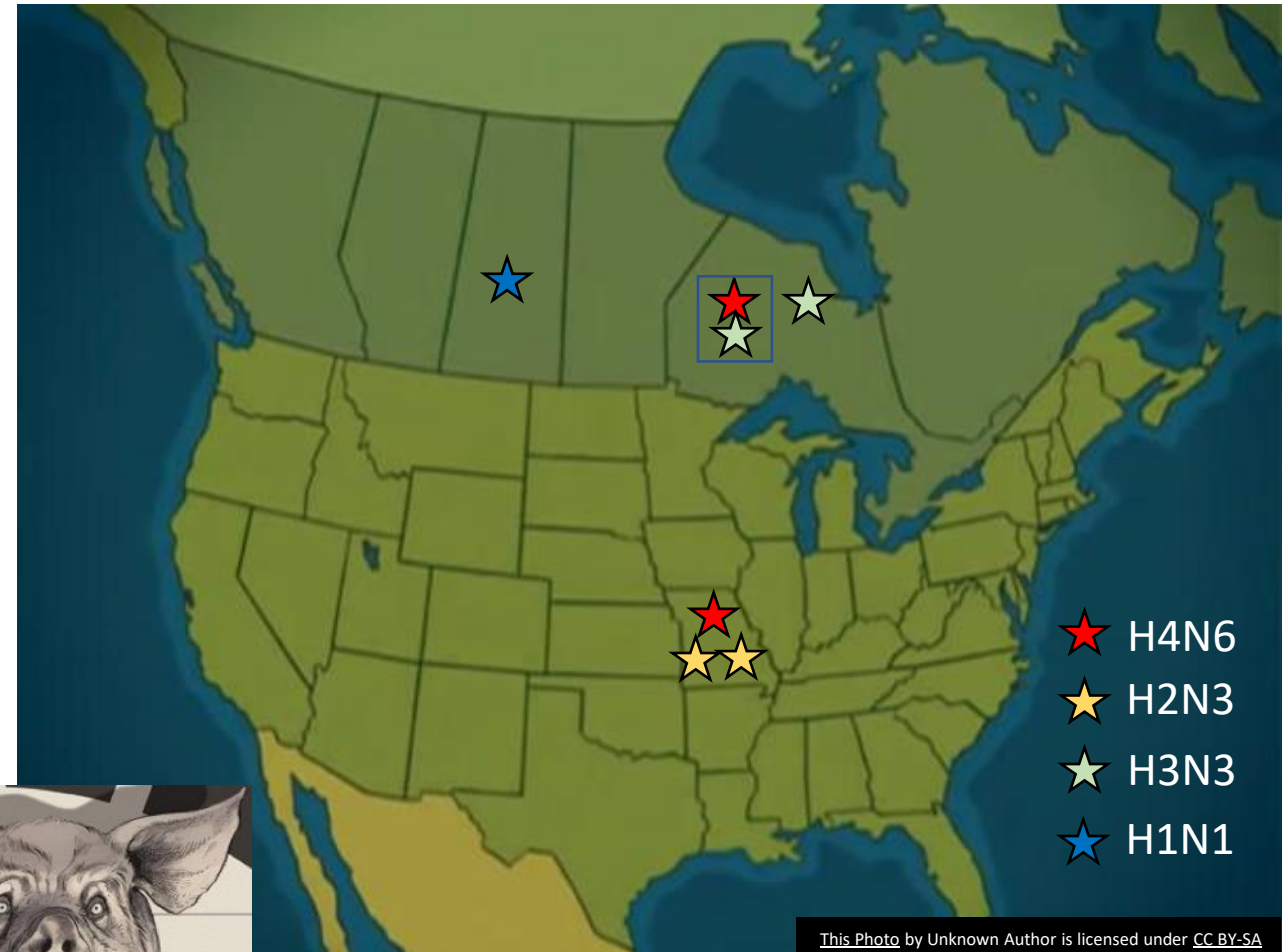 H4N6
H2N3
H3N3
H1N1
This Photo by Unknown Author is licensed under CC BY-SA